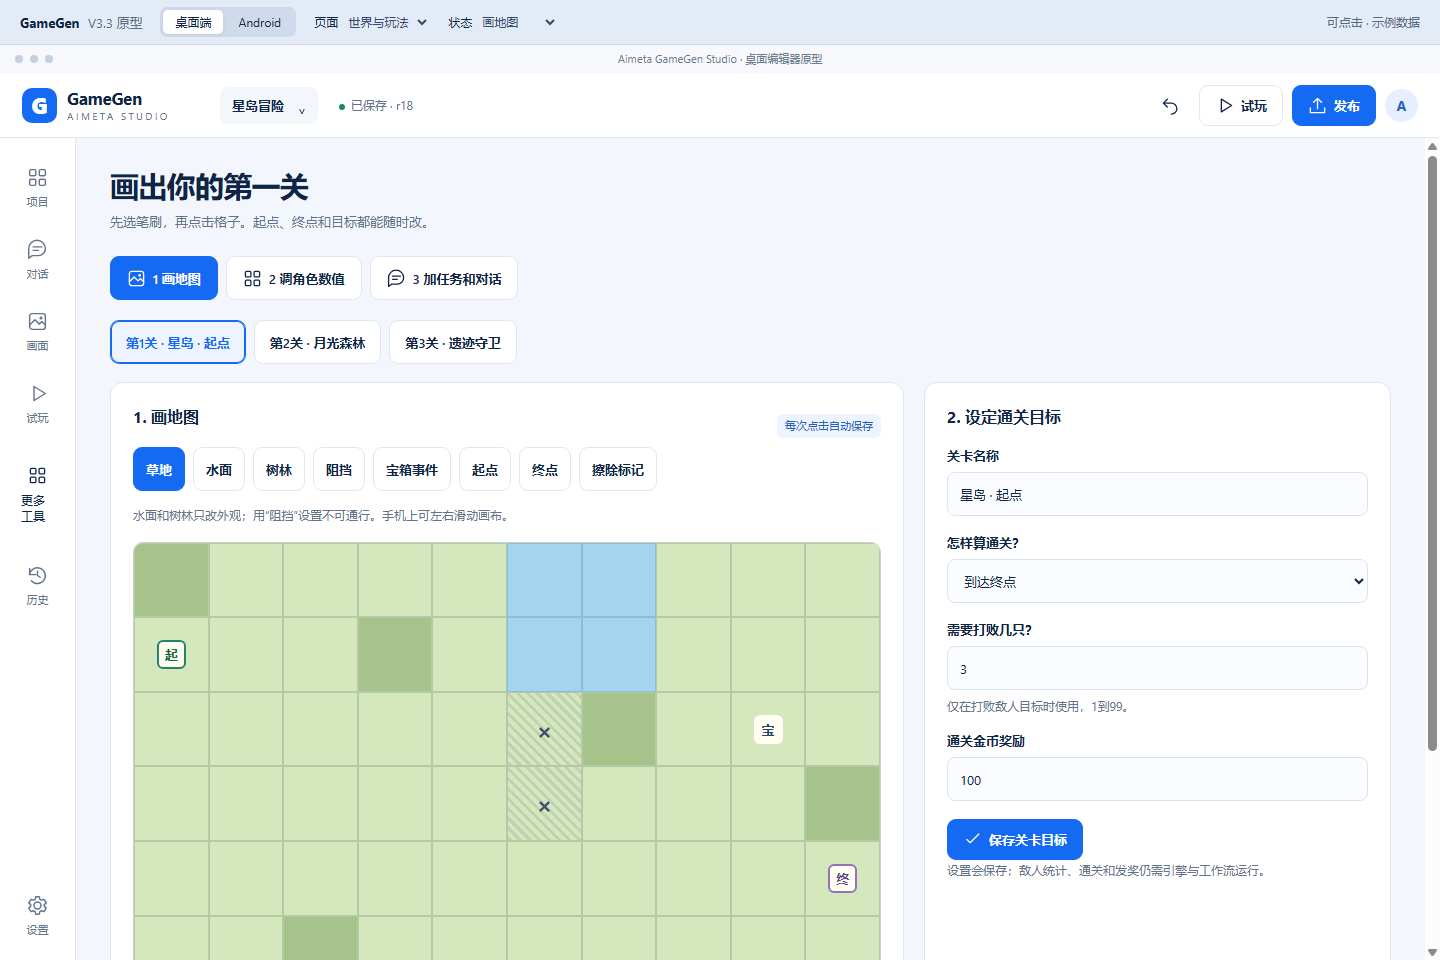 GameGen V3.3 原型 桌面端 Android 页面 世界与玩法 状态 画地图 可点击 · 示例数据
Aimeta GameGen Studio · 桌面编辑器原型
G GameGen 星岛冒险 已保存 · r18 试玩 发布 A
AIMETA STUDIO
项目
对话
画面
试玩
更多
工具
历史
设置
画出你的第一关
先选笔刷，再点击格子。起点、终点和目标都能随时改。
1 画地图 2 调角色数值 3 加任务和对话
第1关 · 星岛 · 起点 第2关 · 月光森林 第3关 · 遗迹守卫
1. 画地图
每次点击自动保存
草地 水面 树林 阻挡 宝箱事件 起点 终点 擦除标记
水面和树林只改外观；用“阻挡”设置不可通行。手机上可左右滑动画布。
起
× 宝
×
终
2. 设定通关目标
关卡名称
星岛 · 起点
怎样算通关？
到达终点
需要打败几只？
3
仅在打败敌人目标时使用，1到99。
通关金币奖励
100
保存关卡目标
设置会保存；敌人统计、通关和发奖仍需引擎与工作流运行。